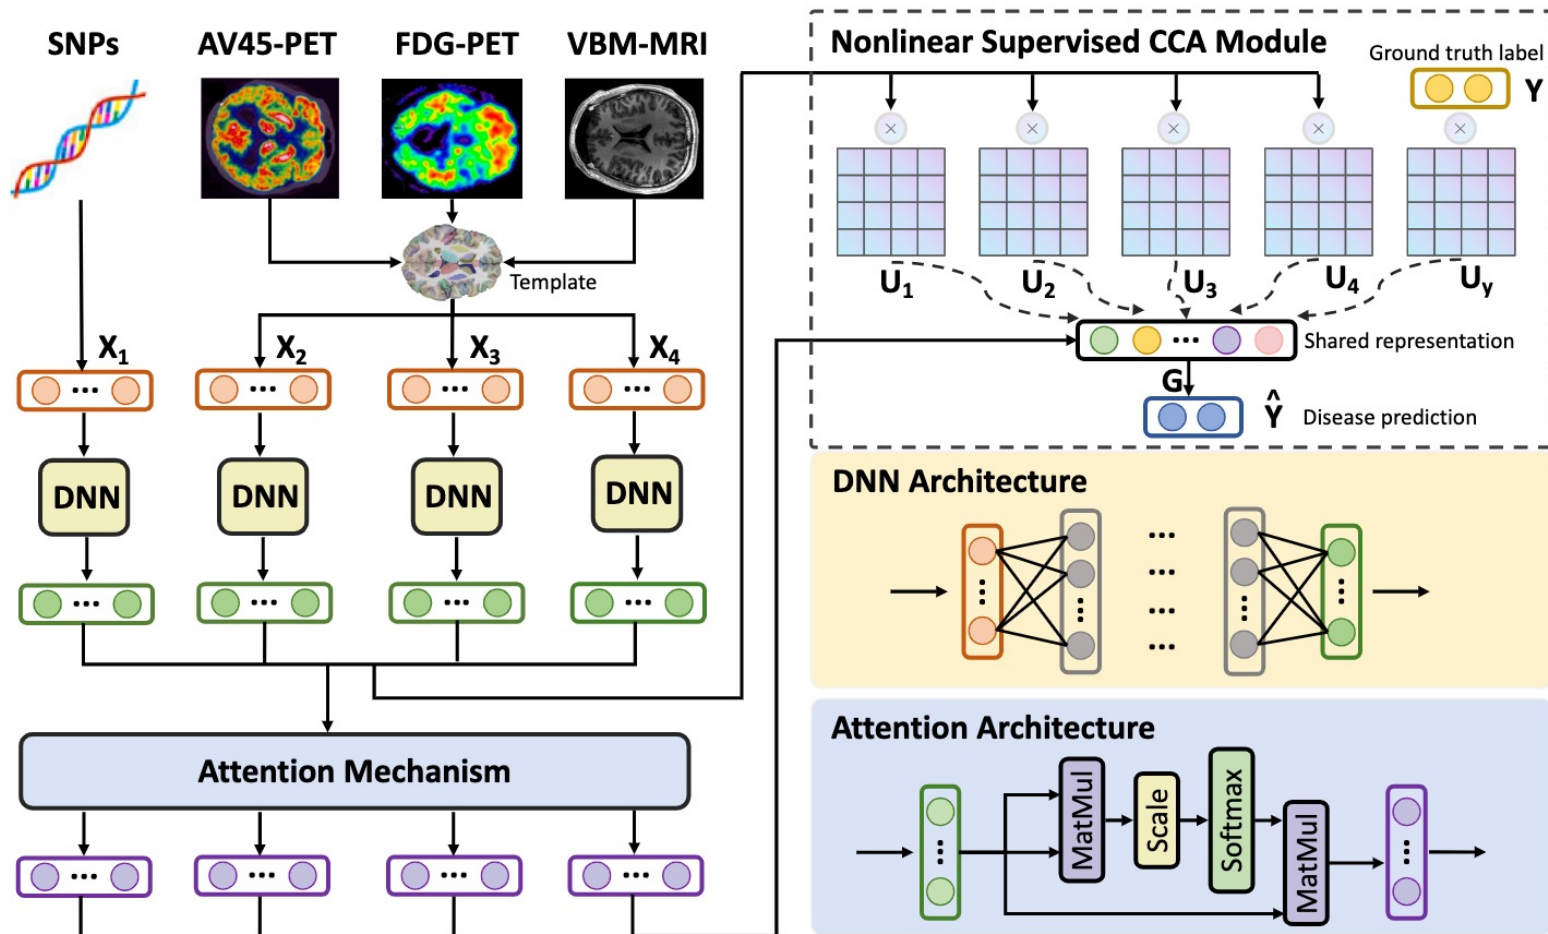 SNPs
AV45-PET
FDG-PET
VBM-MRI
Template
X1
X2
X3
X4
DNN
DNN
DNN
DNN
Attention Mechanism
Nonlinear Supervised CCA Module
Ground truth label
Y
U1
U2
U3
U4
Uy
Shared representation
G
Ŷ
Disease prediction
DNN Architecture
Attention Architecture
MatMul
Scale
Softmax
MatMul